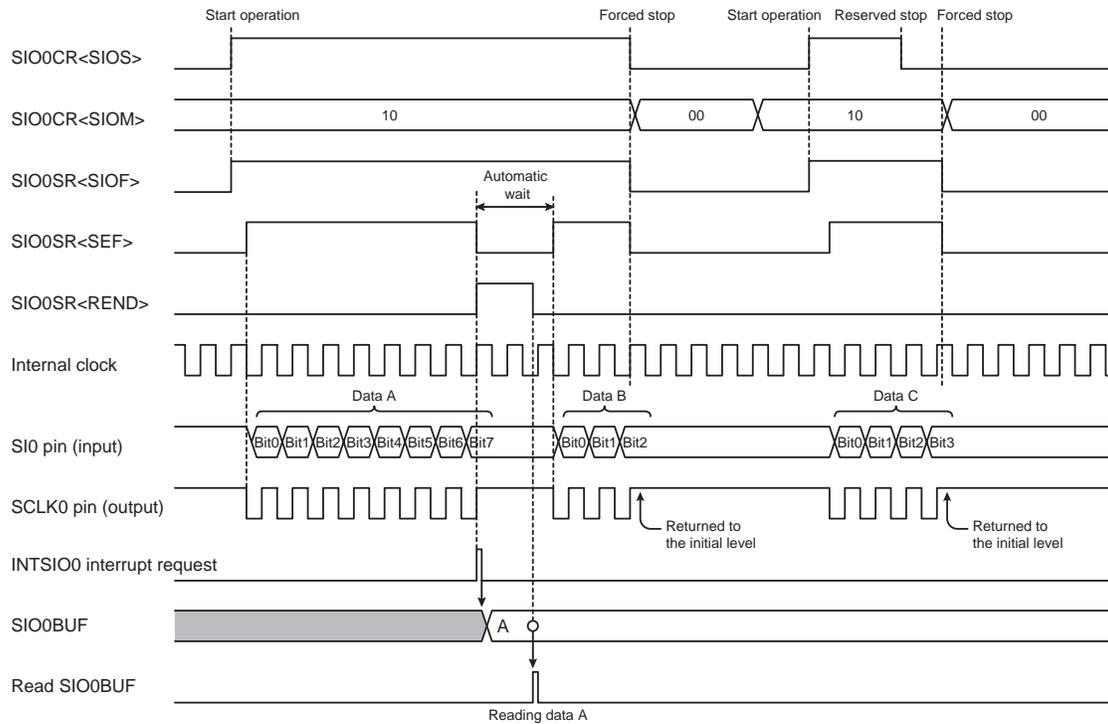 Start operation
Forced stop
Start operation
Reserved stop
Forced stop
SIO0CR<SIOS>
SIO0CR<SIOM>
10
00
10
00
SIO0SR<SIOF>
Automatic
wait
SIO0SR<SEF>
SIO0SR<REND>
Internal clock
Data A
Data B
Data C
SI0 pin (input)
Bit0 Bit1 Bit2 Bit3 Bit4 Bit5 Bit6 Bit7
Bit0 Bit1 Bit2
Bit0 Bit1 Bit2 Bit3
SCLK0 pin (output)
Returned to
the initial level
Returned to
the initial level
INTSIO0 interrupt request
SIO0BUF
A
Read SIO0BUF
Reading data A